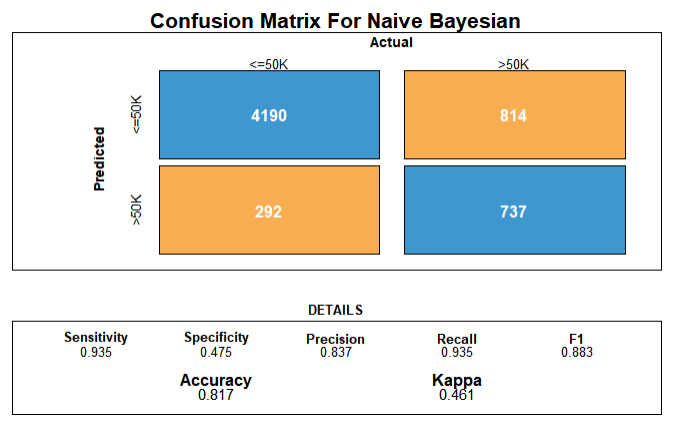 Confusion Matrix For Naive Bayesian
Actual
<=50K >50K
Predicted
<=50K
4190 814
>50K
292 737
DETAILS
Sensitivity Specificity Precision Recall F1
0.935 0.475 0.837 0.935 0.883
Accuracy Kappa
0.817 0.461